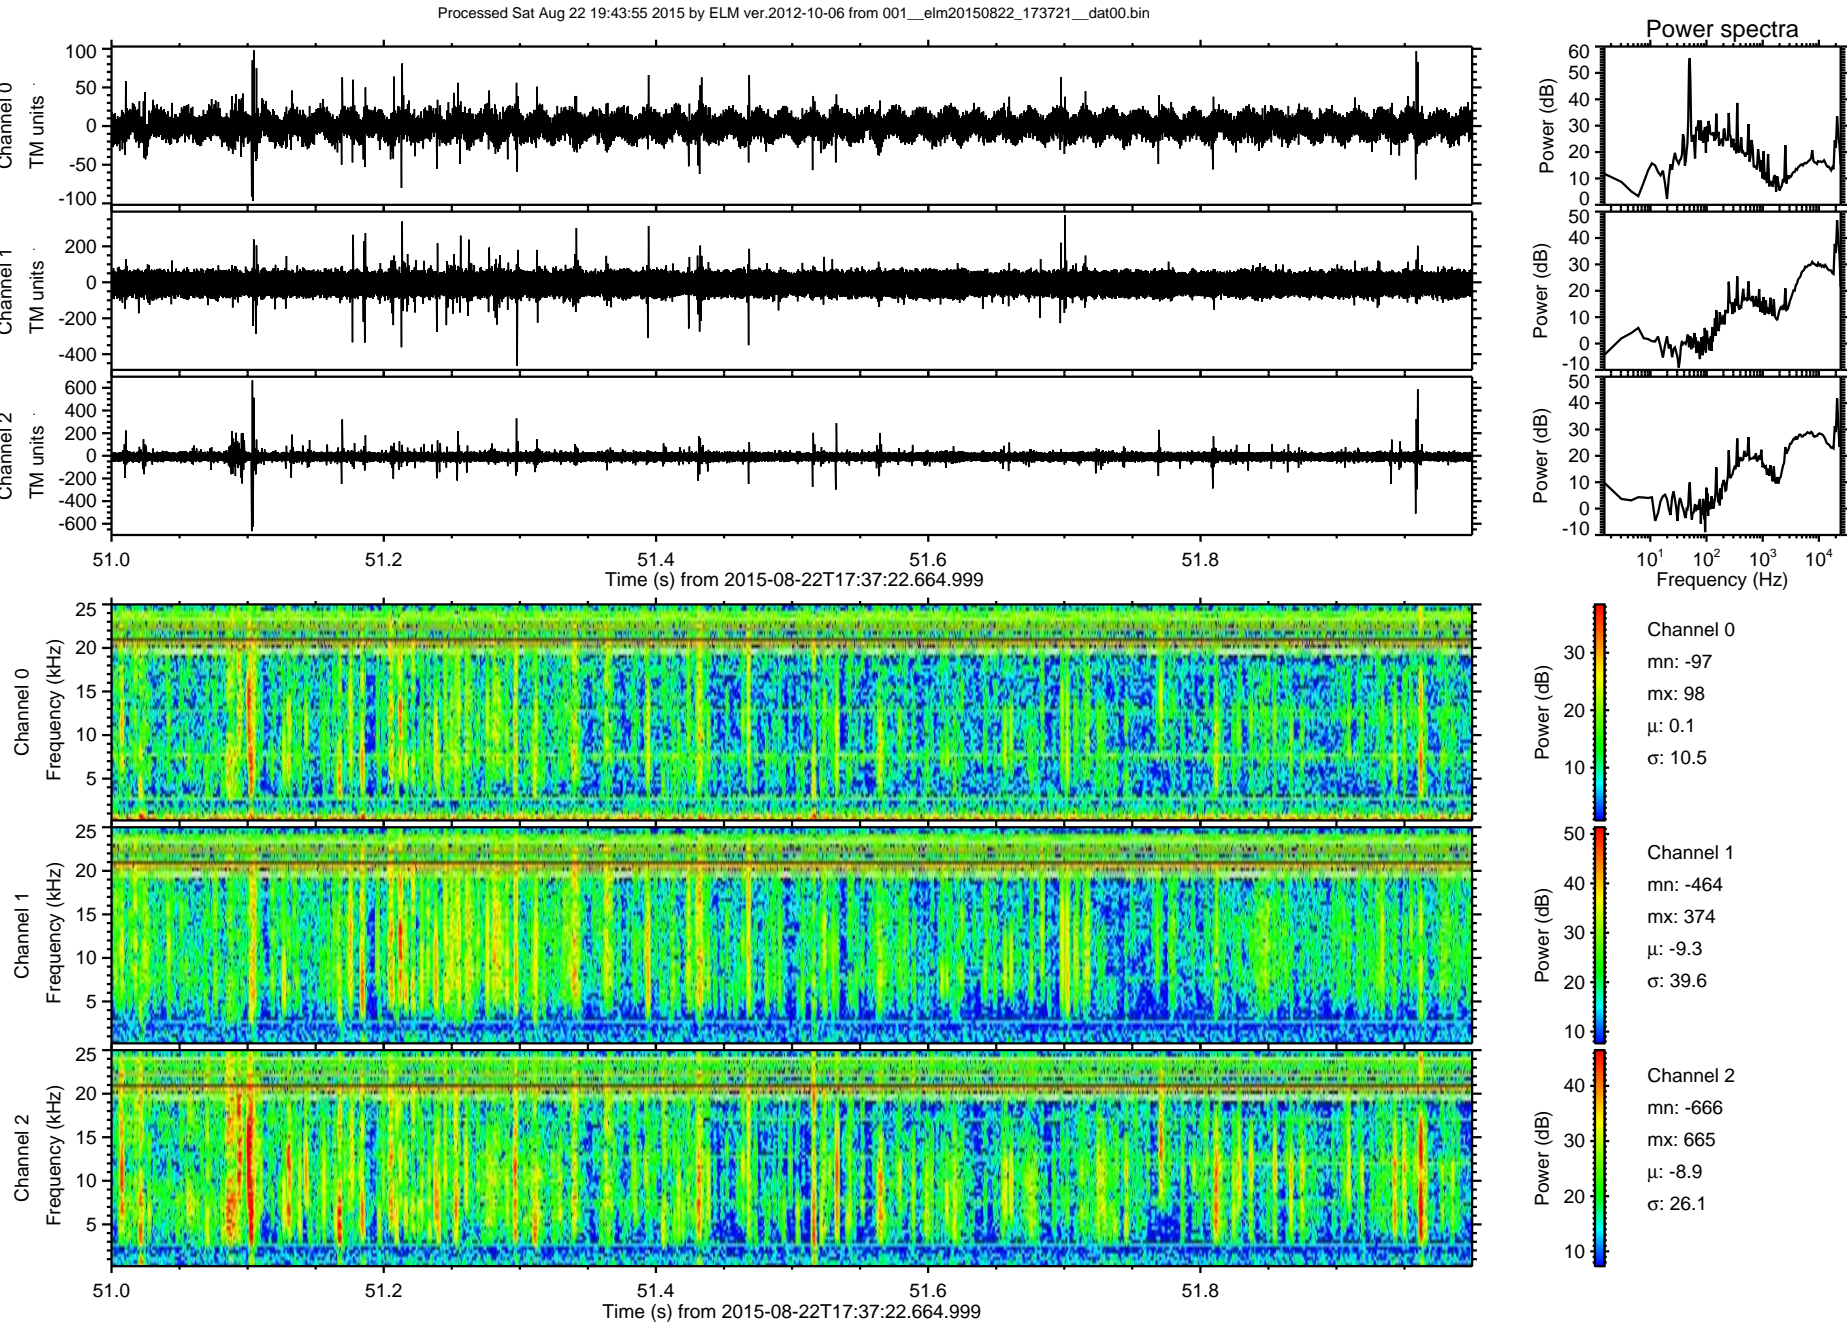 Processed Sat Aug 22 19:43:55 2015 by ELM ver.2012-10-06 from 001__elm20150822_173721__dat00.bin
Power spectra
Channel 0
TM units
100
50
0
-50
-100
Power (dB)
60
50
40
30
20
10
0
Channel 1
TM units
200
0
-200
-400
Power (dB)
50
40
30
20
10
0
-10
Channel 2
TM units
600
400
200
0
-200
-400
-600
Power (dB)
50
40
30
20
10
0
-10
51.0 51.2 51.4 51.6 51.8
Time (s) from 2015-08-22T17:37:22.664.999
10^1 10^2 10^3 10^4
Frequency (Hz)
Channel 0
Frequency (kHz)
25
20
15
10
5
Power (dB)
30
20
10
Channel 0
mn: -97
mx: 98
μ: 0.1
σ: 10.5
Channel 1
Frequency (kHz)
25
20
15
10
5
Power (dB)
50
40
30
20
10
Channel 1
mn: -464
mx: 374
μ: -9.3
σ: 39.6
Channel 2
Frequency (kHz)
25
20
15
10
5
Power (dB)
40
30
20
10
Channel 2
mn: -666
mx: 665
μ: -8.9
σ: 26.1
51.0 51.2 51.4 51.6 51.8
Time (s) from 2015-08-22T17:37:22.664.999